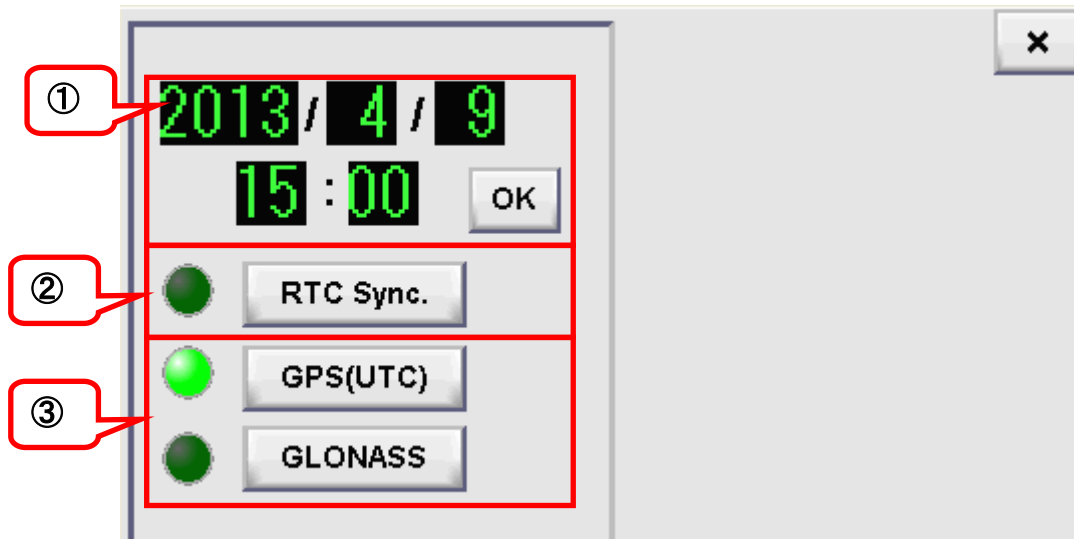 ×
① 2013/ 4 / 9
15 : 00 OK
② RTC Sync.
③ GPS(UTC)
GLONASS